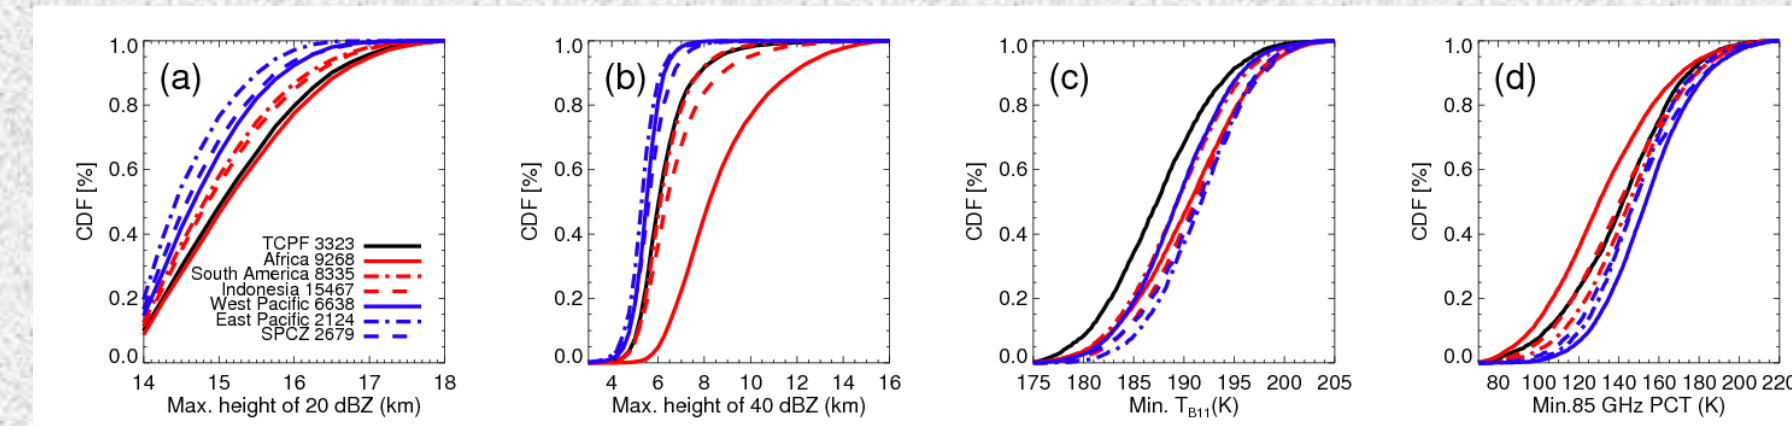 (a)
CDF [%]
1.0
0.8
0.6
0.4
0.2
0.0
TCPF 3323
Africa 9268
South America 8335
Indonesia 15467
West Pacific 6638
East Pacific 2124
SPCZ 2679
14 15 16 17 18
Max. height of 20 dBZ (km)
(b)
CDF [%]
1.0
0.8
0.6
0.4
0.2
0.0
4 6 8 10 12 14 16
Max. height of 40 dBZ (km)
(c)
CDF [%]
1.0
0.8
0.6
0.4
0.2
0.0
175 180 185 190 195 200 205
Min. T_B11(K)
(d)
CDF [%]
1.0
0.8
0.6
0.4
0.2
0.0
80 100 120 140 160 180 200 220
Min.85 GHz PCT (K)